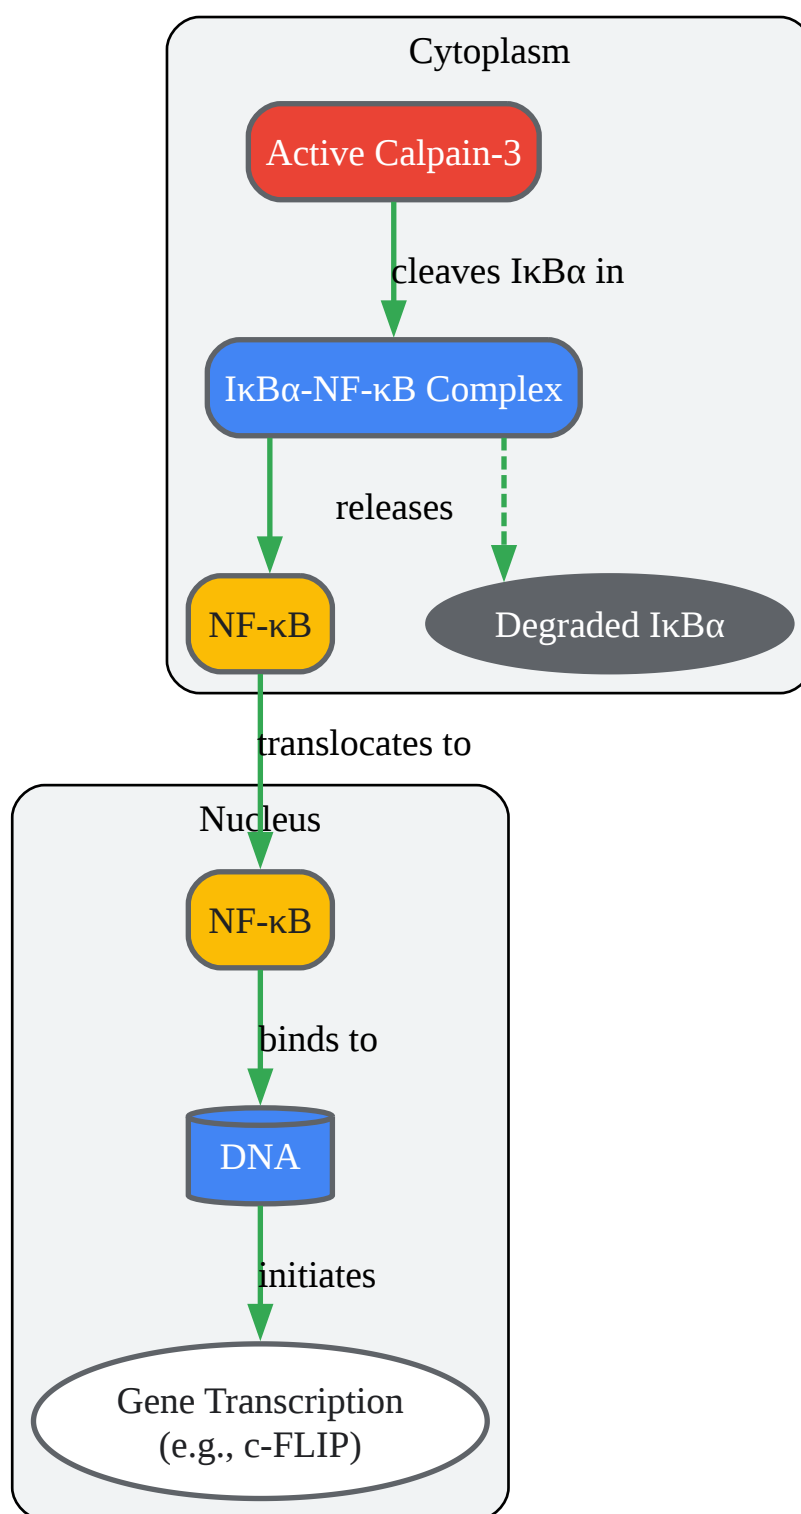 Cytoplasm
Active Calpain-3
cleaves IκBα in
IκBα-NF-κB Complex
releases
NF-κB
Degraded IκBα
translocates to
Nucleus
NF-κB
binds to
DNA
initiates
Gene Transcription
(e.g., c-FLIP)